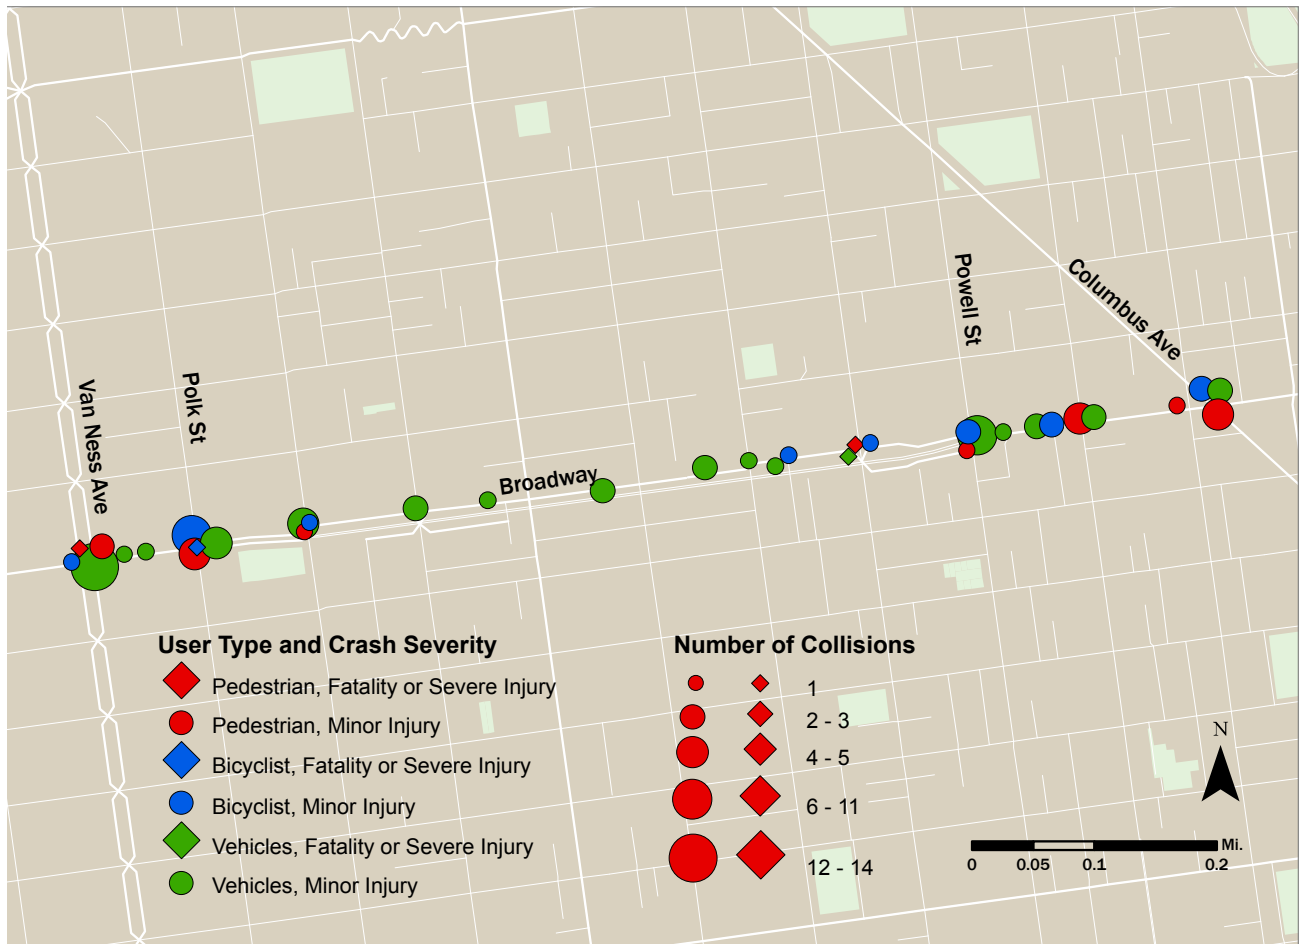 Columbus Ave
Powell St
Polk St
Van Ness Ave
Broadway
User Type and Crash Severity
Pedestrian, Fatality or Severe Injury
Pedestrian, Minor Injury
Bicyclist, Fatality or Severe Injury
Bicyclist, Minor Injury
Vehicles, Fatality or Severe Injury
Vehicles, Minor Injury
Number of Collisions
1
2 - 3
4 - 5
6 - 11
12 - 14
N
Mi.
0 0.05 0.1 0.2